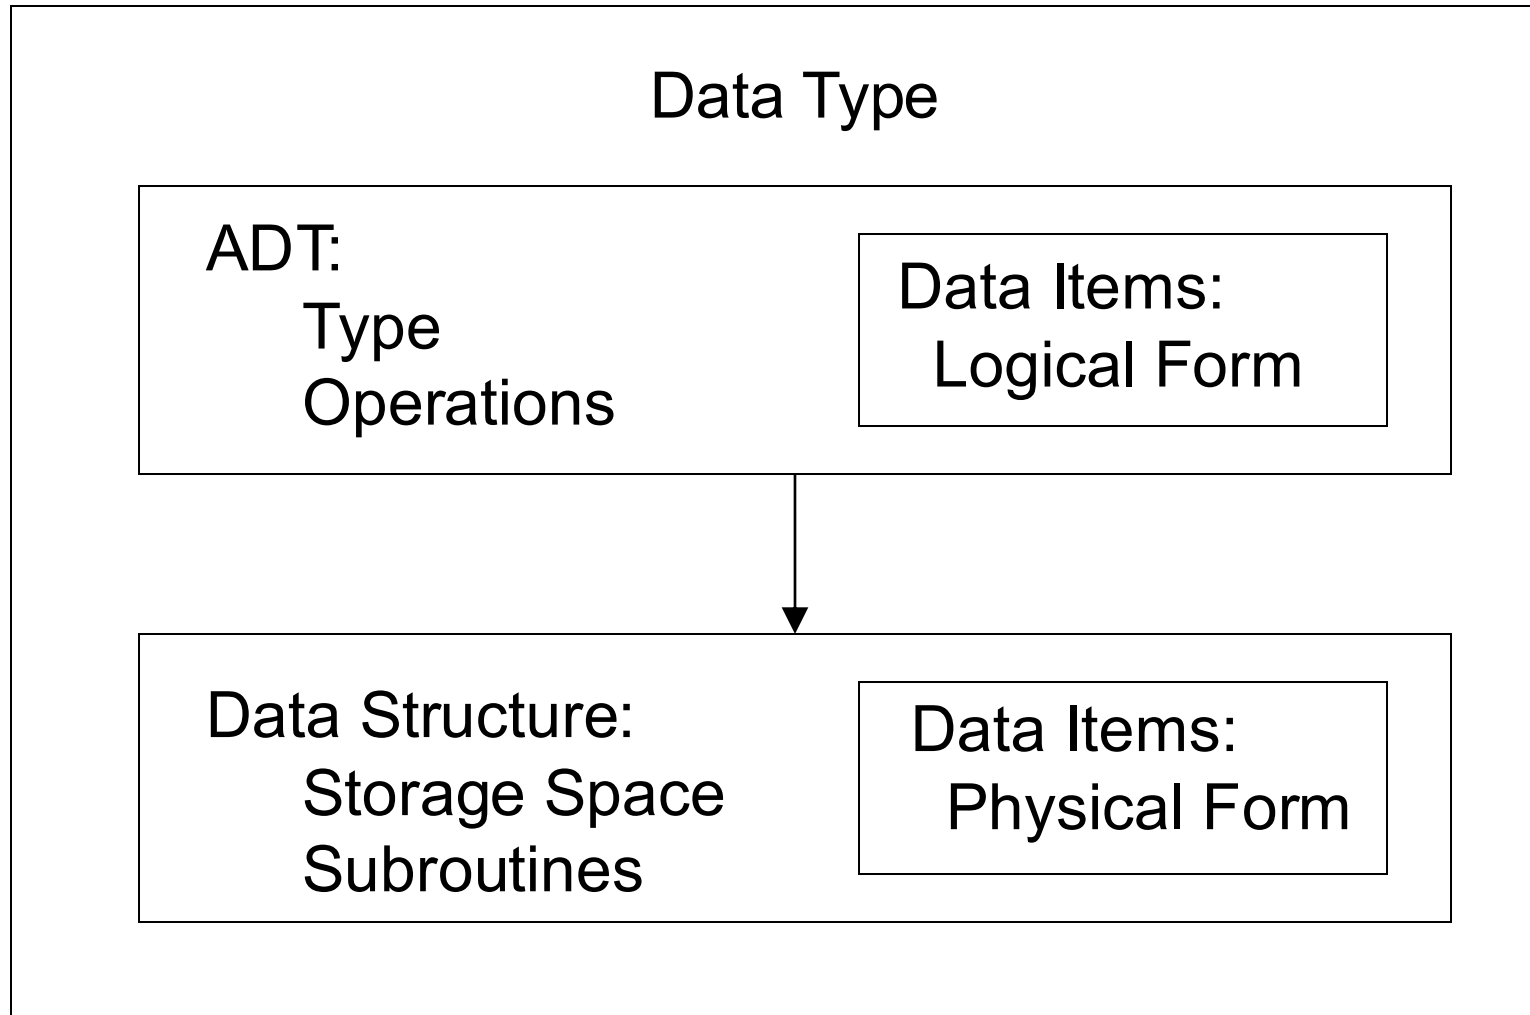 Data Type
ADT:
Type
Operations
Data Items:
Logical Form
Data Structure:
Storage Space
Subroutines
Data Items:
Physical Form